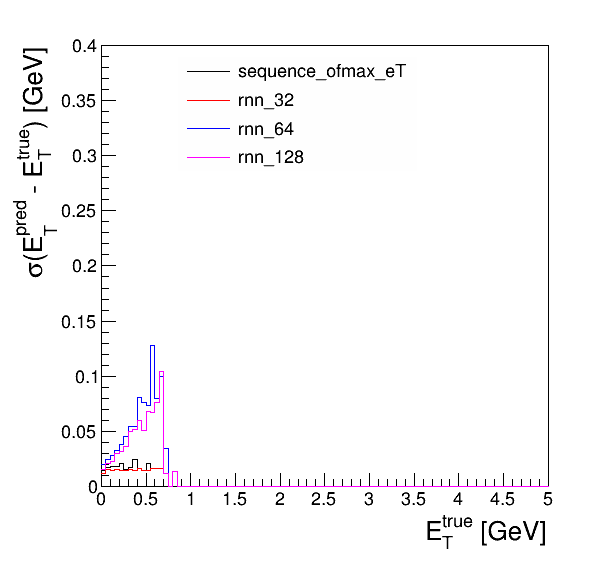 0.4
0.35
0.3
0.25
0.2
0.15
0.1
0.05
0
σ(E_T^pred - E_T^true) [GeV]
sequence_ofmax_eT
rnn_32
rnn_64
rnn_128
0 0.5 1 1.5 2 2.5 3 3.5 4 4.5 5
E_T^true [GeV]